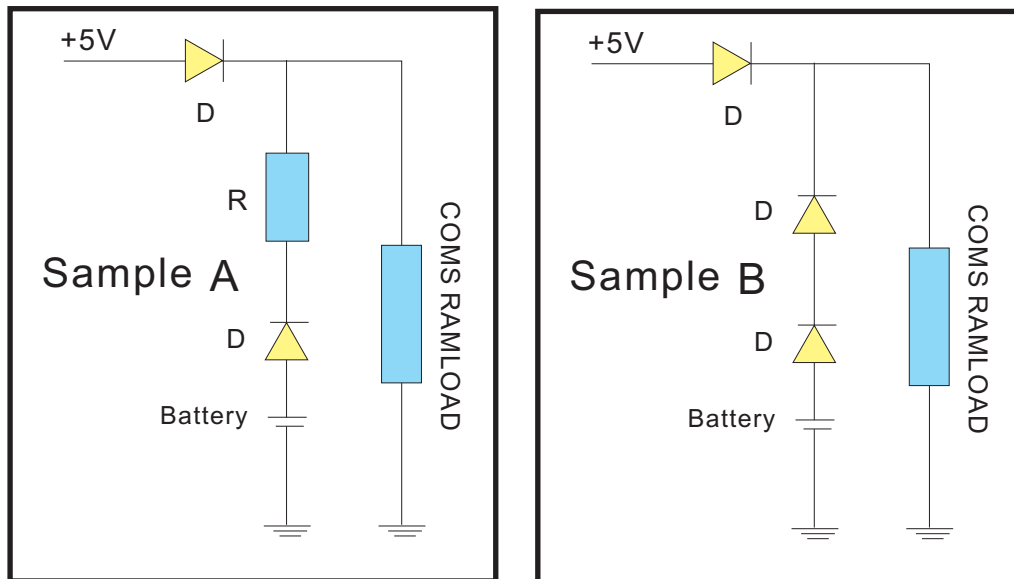 +5V
D
R
Sample A
D
Battery
COMS RAMLOAD
+5V
D
D
Sample B
D
Battery
COMS RAMLOAD